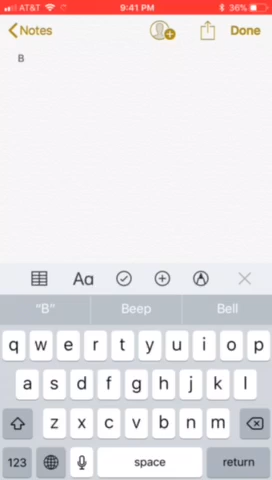 AT&T 9:41 PM 36%
Notes Done
B
Aa
"B" Beep Bell
q w e r t y u i o p
a s d f g h j k l
z x c v b n m
123 space return